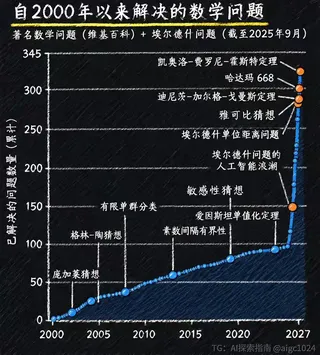 自2000年以来解决的数学问题
著名数学问题（维基百科）+ 埃尔德什问题（截至2025年9月）
已解决的问题数量（累计）
345
300
250
200
150
100
50
0
凯奥洛-费罗尼-霍斯特定理
哈达玛 668
迪尼茨-加尔格-戈曼斯定理
雅可比猜想
埃尔德什单位距离问题
埃尔德什问题的
人工智能浪潮
敏感性猜想
有限单群分类
爱因斯坦单值化定理
格林-陶猜想
素数间隔有界性
庞加莱猜想
2000
2004
2008
2012
2016
2020
2024
2027
TG：AI探索指南 @aigc1024